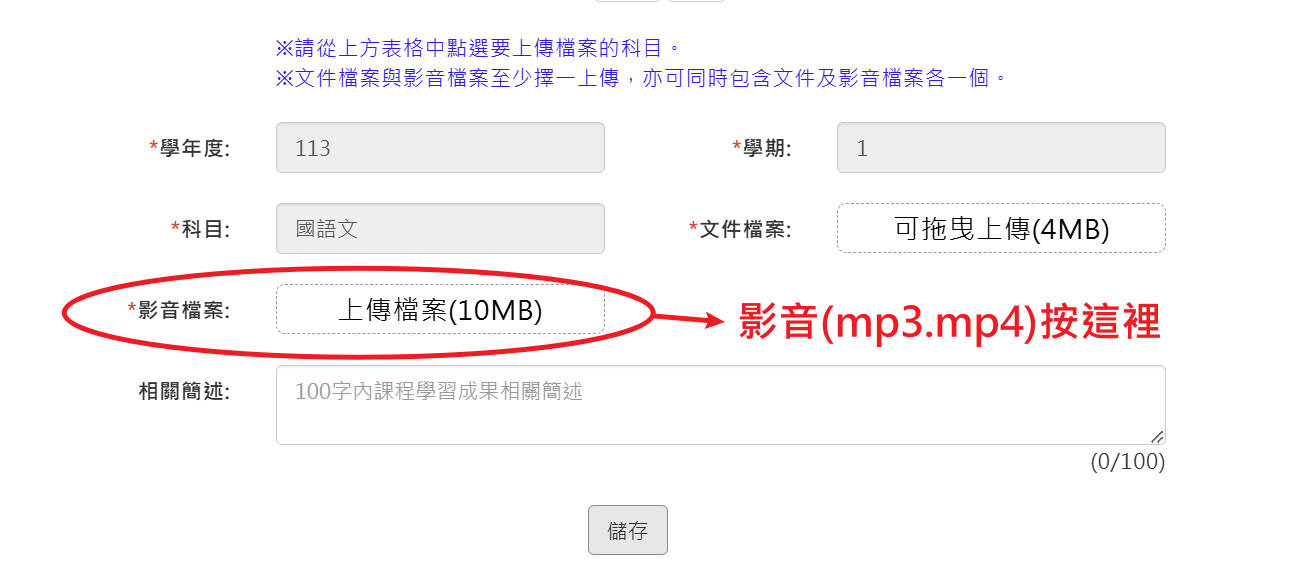 ※請從上方表格中點選要上傳檔案的科目。
※文件檔案與影音檔案至少擇一上傳，亦可同時包含文件及影音檔案各一個。
*學年度: 113 *學期: 1
*科目: 國語文 *文件檔案: 可拖曳上傳(4MB)
*影音檔案: 上傳檔案(10MB) 影音(mp3.mp4)按這裡
相關簡述: 100字內課程學習成果相關簡述
(0/100)
儲存